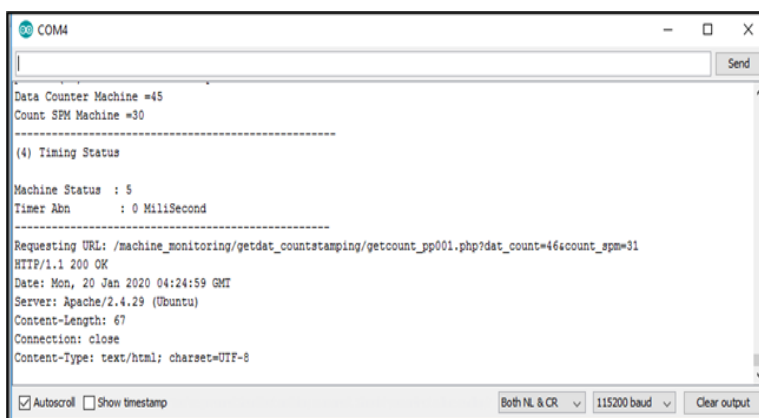 COM4
Send
Data Counter Machine =45
Count SPM Machine =30
-----------------------------------------------------
(4) Timing Status
Machine Status : 5
Timer Abn : 0 MiliSecond
----------------------------------------------------
Requesting URL: /machine_monitoring/getdat_countstamping/getcount_pp001.php?dat_count=46&count_spm=31
HTTP/1.1 200 OK
Date: Mon, 20 Jan 2020 04:24:59 GMT
Server: Apache/2.4.29 (Ubuntu)
Content-Length: 67
Connection: close
Content-Type: text/html; charset=UTF-8
Autoscroll Show timestamp Both NL & CR 115200 baud Clear output